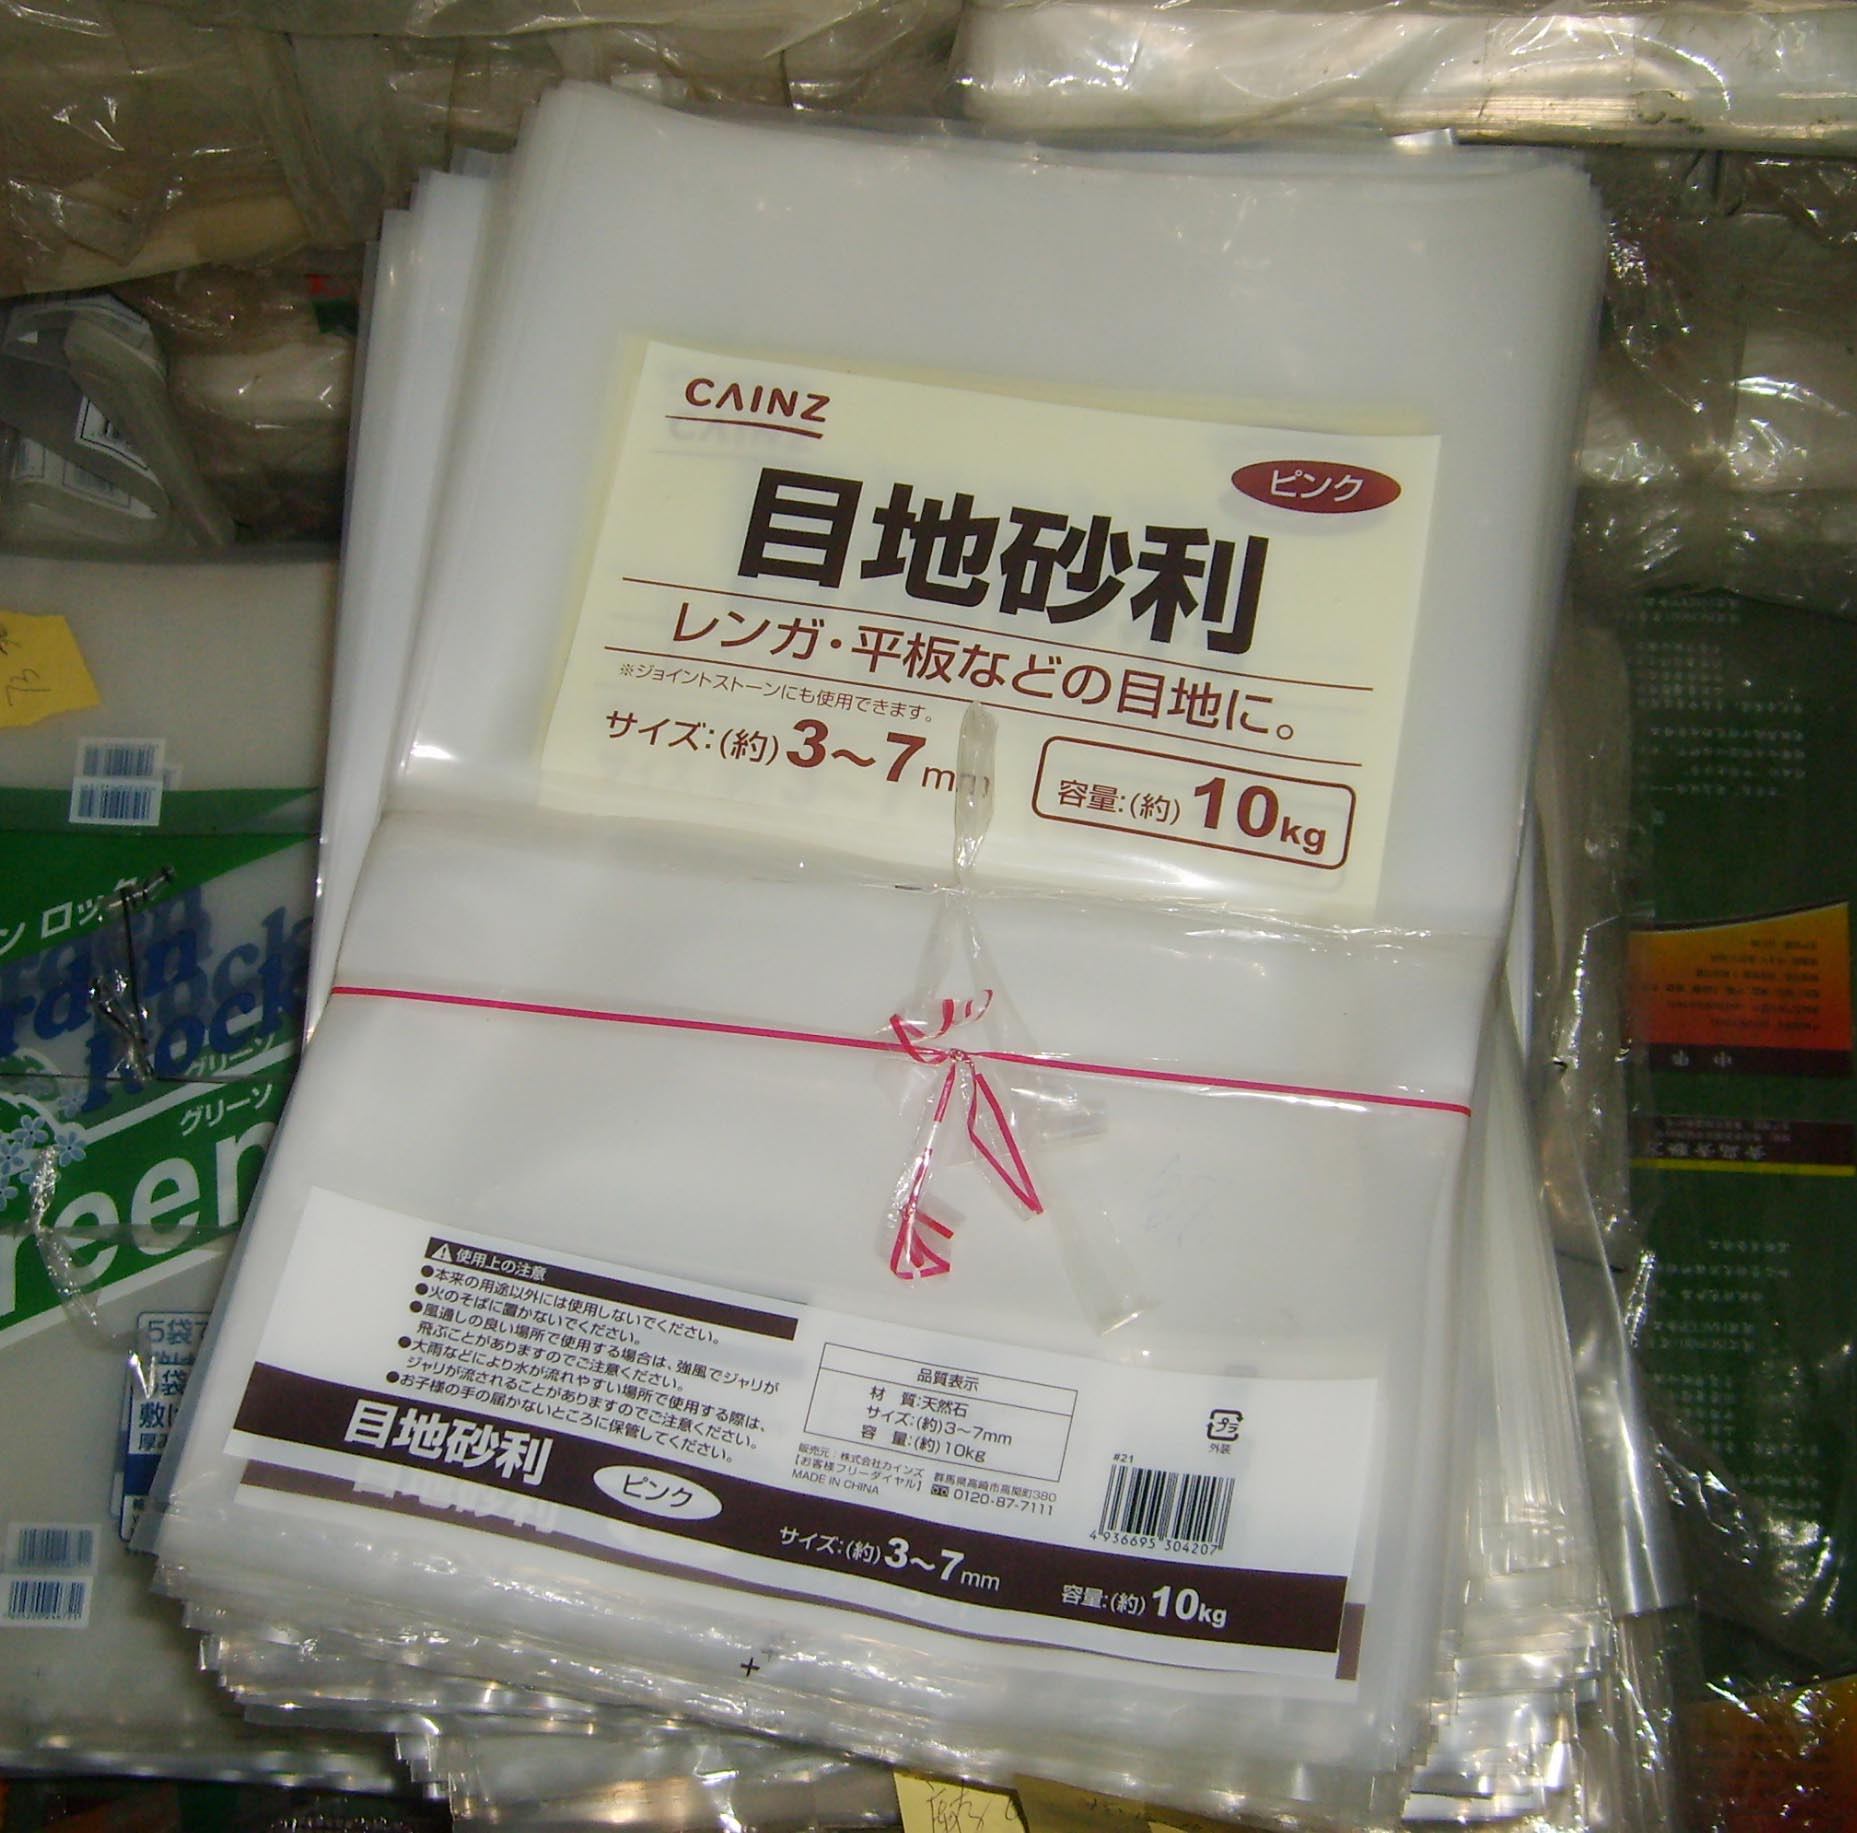 CAINZ
ピンク
目地砂利
レンガ・平板などの目地に。
※ジョイントストーンにも使用できます。
サイズ:(約)3〜7mm
容量:(約)10kg
使用上の注意
●本来の用途以外には使用しないでください。
●火のそばに置かないでください。
●風通しの良い場所で使用する場合は、強風でジャリが
飛ぶことがありますのでご注意ください。
●大雨などにより水が流れやすい場所で使用する際は、
ジャリが流されることがありますのでご注意ください。
●お子様の手の届かないところに保管してください。
品質表示
材 質:天然石
サイズ:(約)3〜7mm
容 量:(約)10kg
販売元:株式会社カインズ 群馬県高崎市高関町380
【お客様フリーダイヤル】 0120-87-7111
MADE IN CHINA
#21
プラ
外装
4 936695 304207
目地砂利
ピンク
サイズ:(約)3〜7mm
容量:(約)10kg
ン ロック
rden
Rock
グリーン
reen
5袋